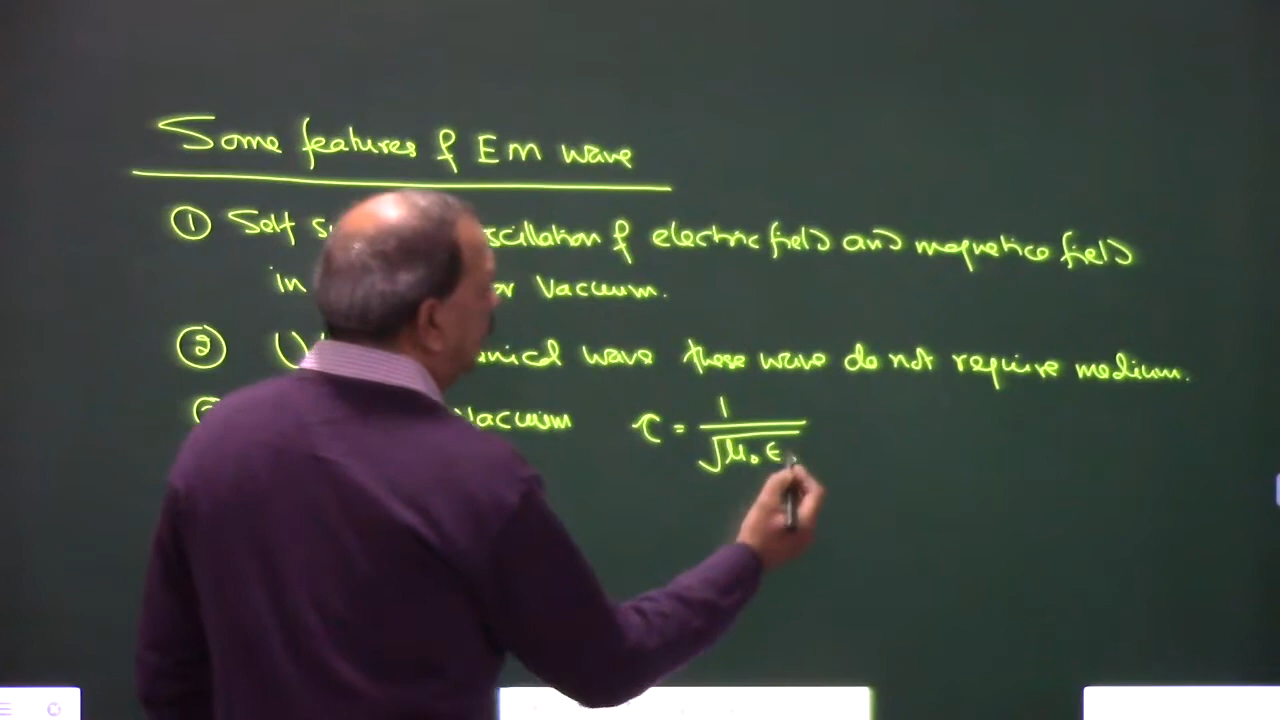 Some features of EM wave
① Self oscillation of electric field and magnetic field
in or Vacuum.
② wave these wave do not require medium.
Vacuum c = 1/√μ₀ε